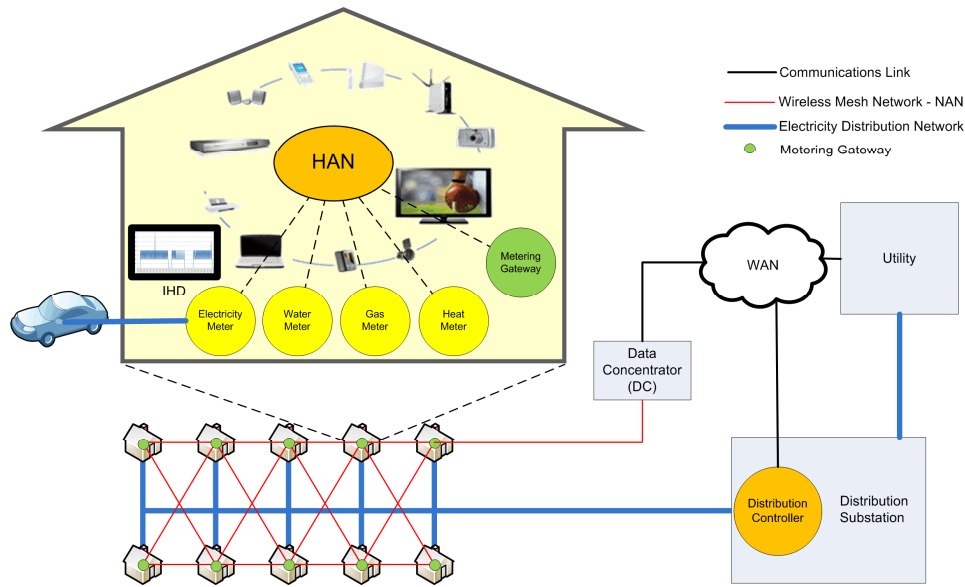 HAN
IHD
Electricity
Meter
Water
Meter
Gas
Meter
Heat
Meter
Metering
Gateway
Communications Link
Wireless Mesh Network - NAN
Electricity Distribution Network
Motoring Gateway
WAN
Utility
Data
Concentrator
(DC)
Distribution
Controller
Distribution
Substation